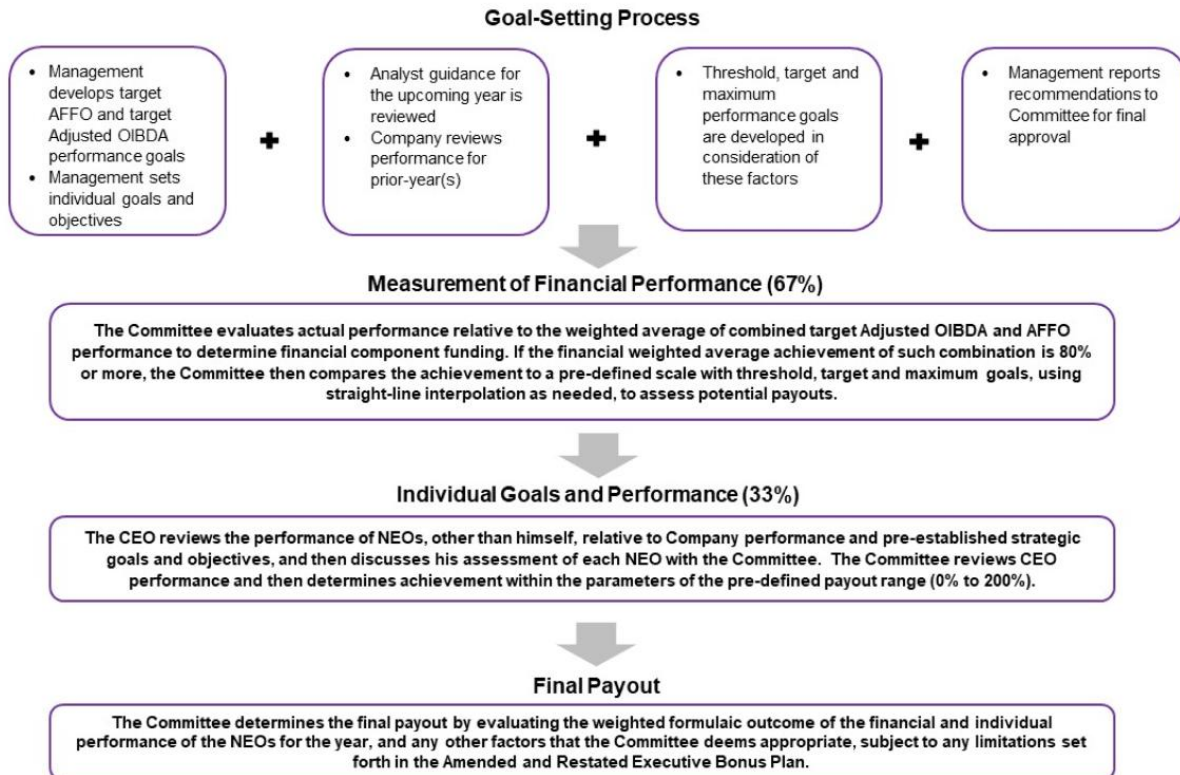 Goal-Setting Process
• Management
develops target
AFFO and target
Adjusted OIBDA
performance goals
• Management sets
individual goals and
objectives
+
• Analyst guidance for
the upcoming year is
reviewed
• Company reviews
performance for
prior-year(s)
+
• Threshold, target and
maximum
performance goals
are developed in
consideration of
these factors
+
• Management reports
recommendations to
Committee for final
approval
Measurement of Financial Performance (67%)
The Committee evaluates actual performance relative to the weighted average of combined target Adjusted OIBDA and AFFO
performance to determine financial component funding. If the financial weighted average achievement of such combination is 80%
or more, the Committee then compares the achievement to a pre-defined scale with threshold, target and maximum goals, using
straight-line interpolation as needed, to assess potential payouts.
Individual Goals and Performance (33%)
The CEO reviews the performance of NEOs, other than himself, relative to Company performance and pre-established strategic
goals and objectives, and then discusses his assessment of each NEO with the Committee. The Committee reviews CEO
performance and then determines achievement within the parameters of the pre-defined payout range (0% to 200%).
Final Payout
The Committee determines the final payout by evaluating the weighted formulaic outcome of the financial and individual
performance of the NEOs for the year, and any other factors that the Committee deems appropriate, subject to any limitations set
forth in the Amended and Restated Executive Bonus Plan.